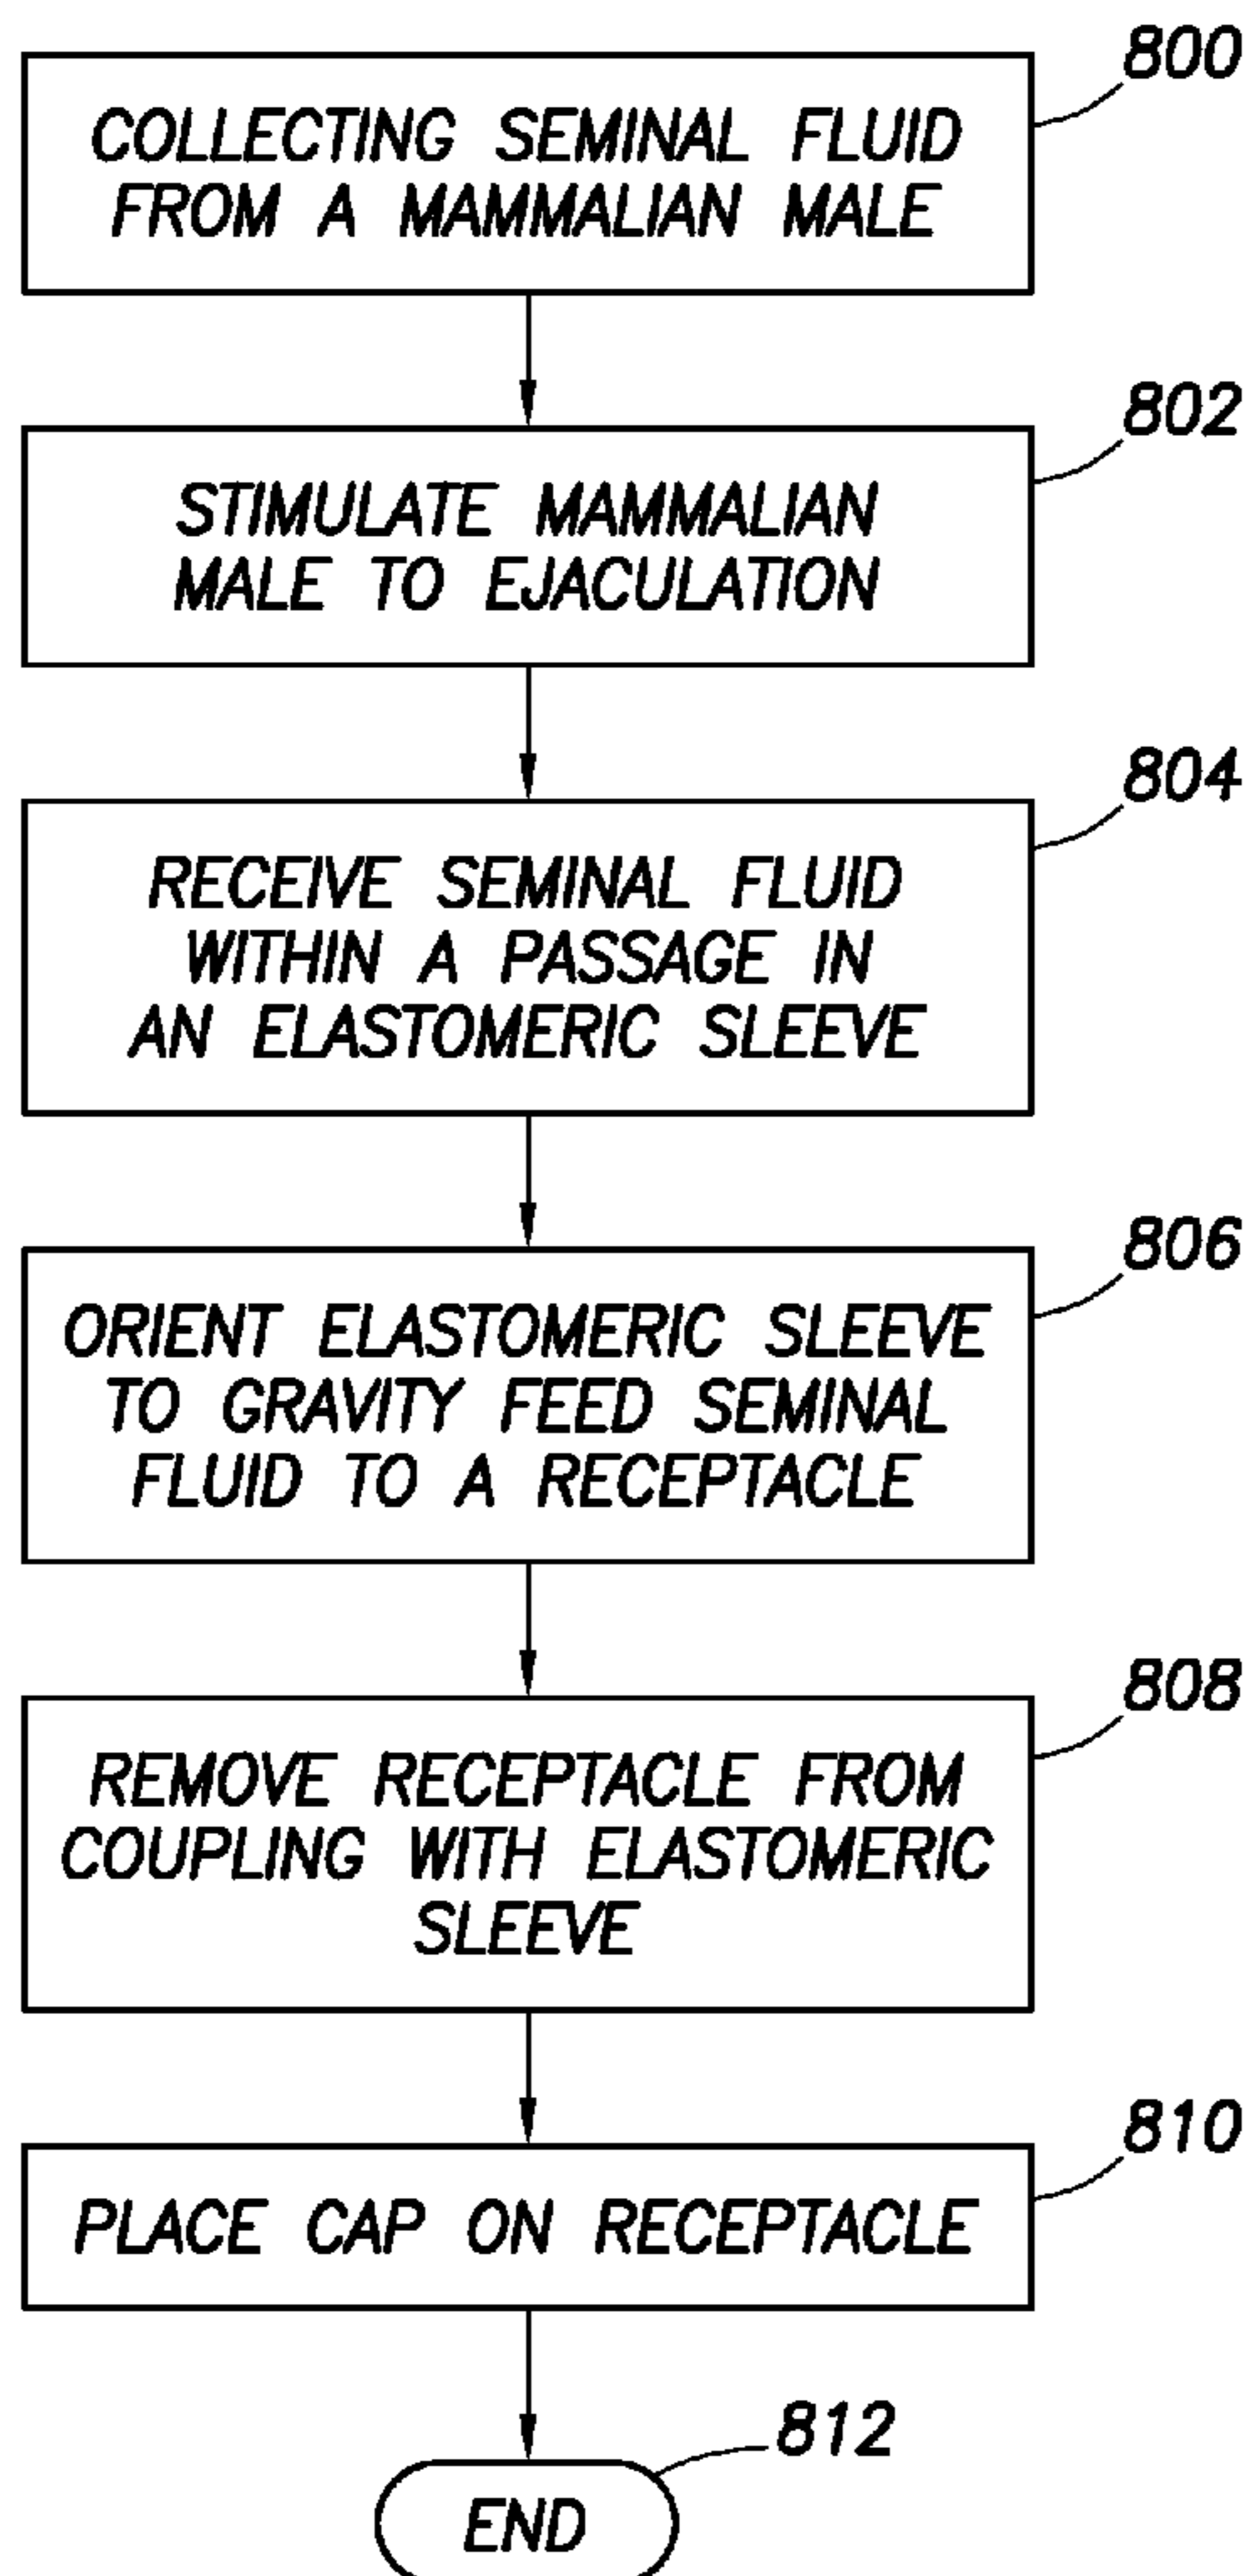 800
COLLECTING SEMINAL FLUID
FROM A MAMMALIAN MALE
802
STIMULATE MAMMALIAN
MALE TO EJACULATION
804
RECEIVE SEMINAL FLUID
WITHIN A PASSAGE IN
AN ELASTOMERIC SLEEVE
806
ORIENT ELASTOMERIC SLEEVE
TO GRAVITY FEED SEMINAL
FLUID TO A RECEPTACLE
808
REMOVE RECEPTACLE FROM
COUPLING WITH ELASTOMERIC
SLEEVE
810
PLACE CAP ON RECEPTACLE
812
END